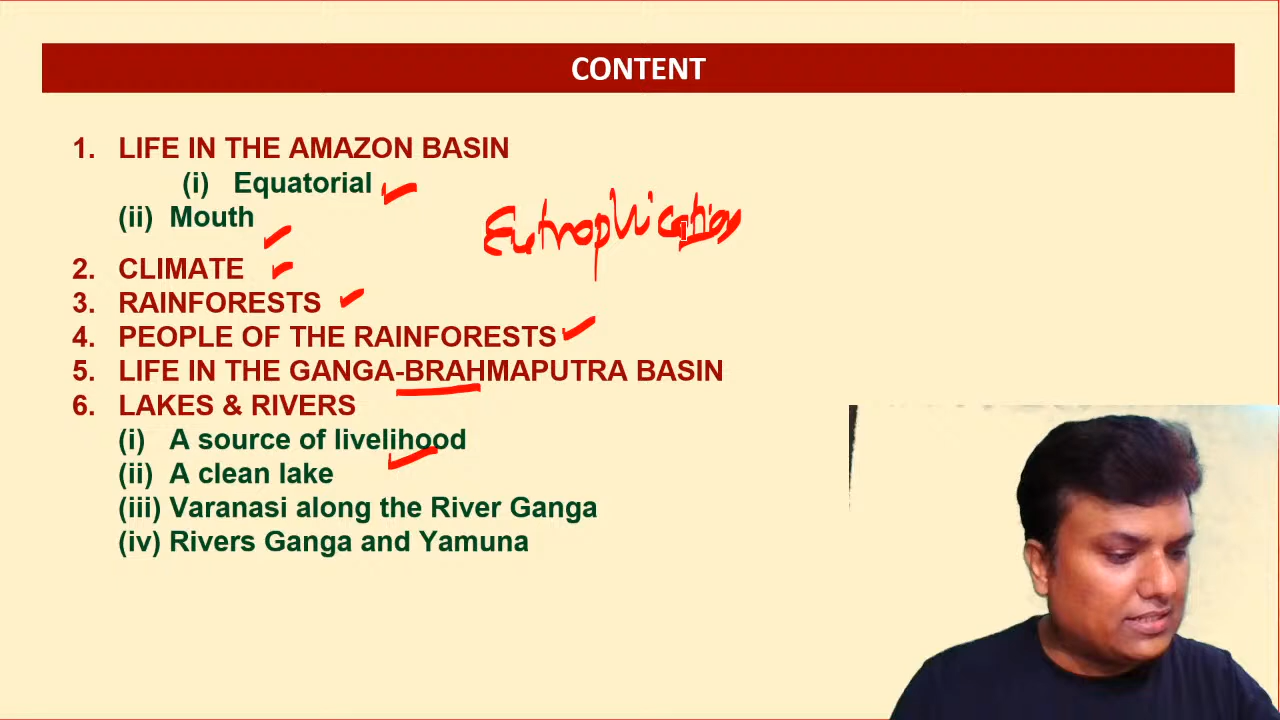 CONTENT
1. LIFE IN THE AMAZON BASIN
(i) Equatorial
(ii) Mouth
Eutrophication
2. CLIMATE
3. RAINFORESTS
4. PEOPLE OF THE RAINFORESTS
5. LIFE IN THE GANGA-BRAHMAPUTRA BASIN
6. LAKES & RIVERS
(i) A source of livelihood
(ii) A clean lake
(iii) Varanasi along the River Ganga
(iv) Rivers Ganga and Yamuna